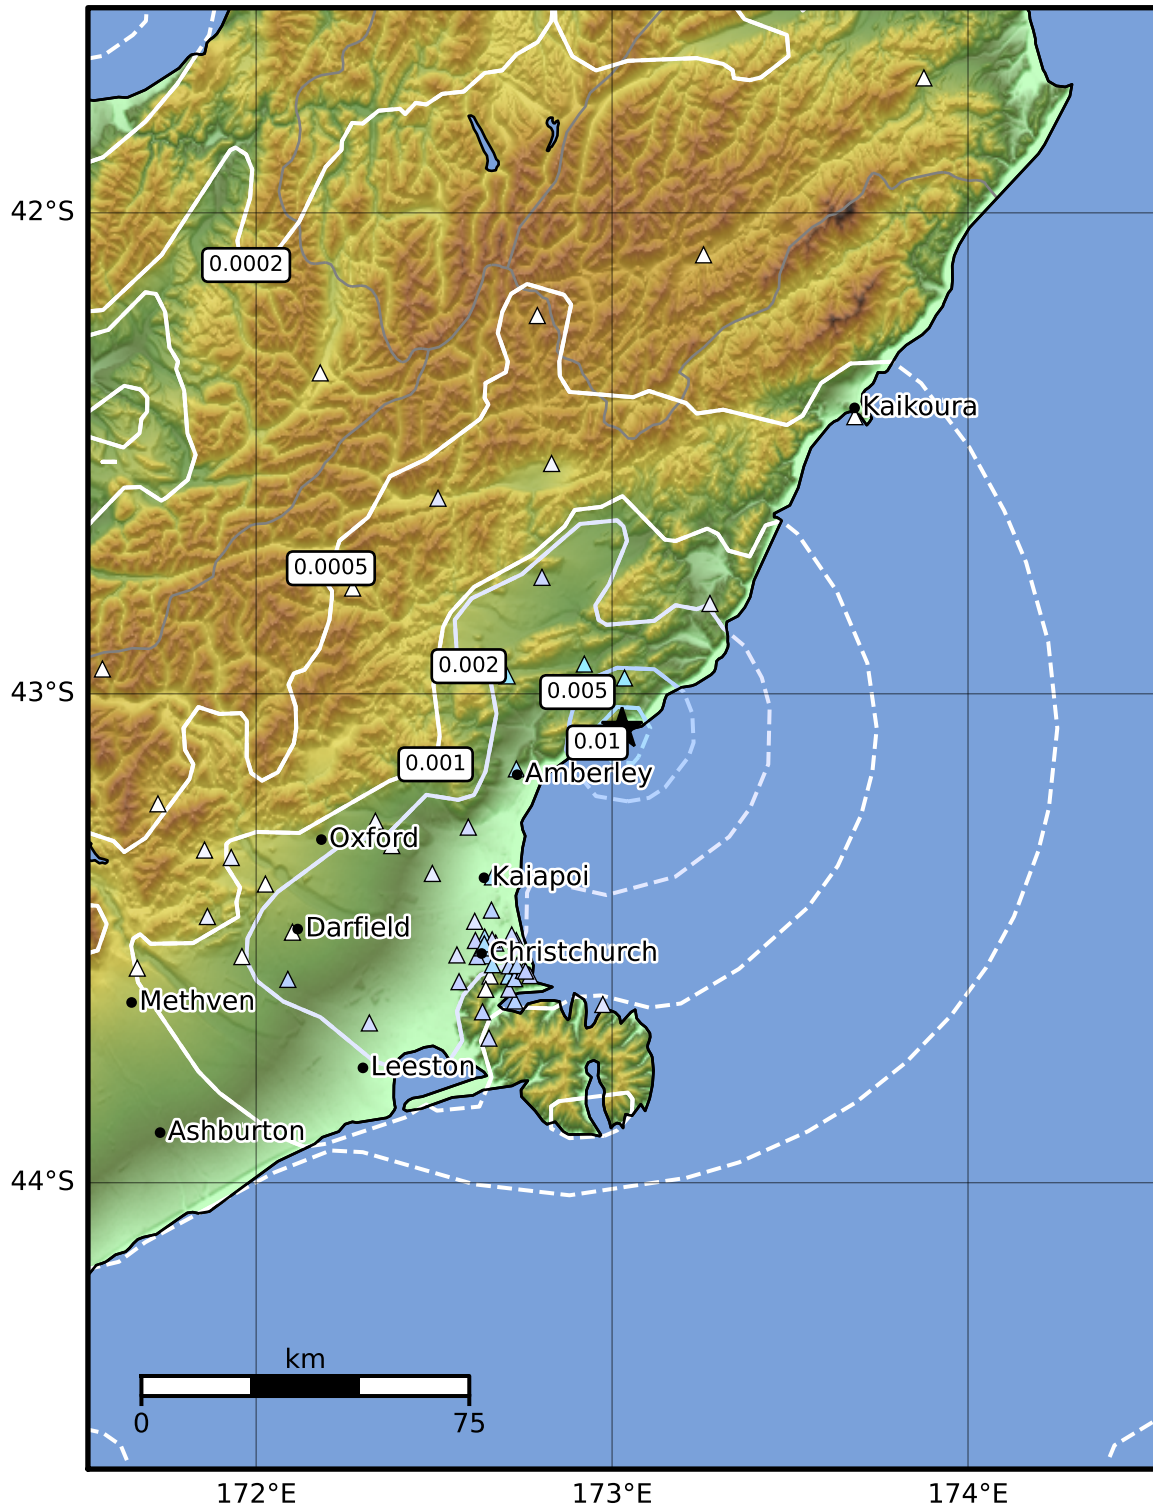 42°S
0.0002
Kaikoura
0.0005
0.002
0.005
43°S
0.01
0.001
Amberley
Oxford
Kaiapoi
Darfield
Christchurch
Methven
Leeston
Ashburton
44°S
km
0 75
172°E 173°E 174°E